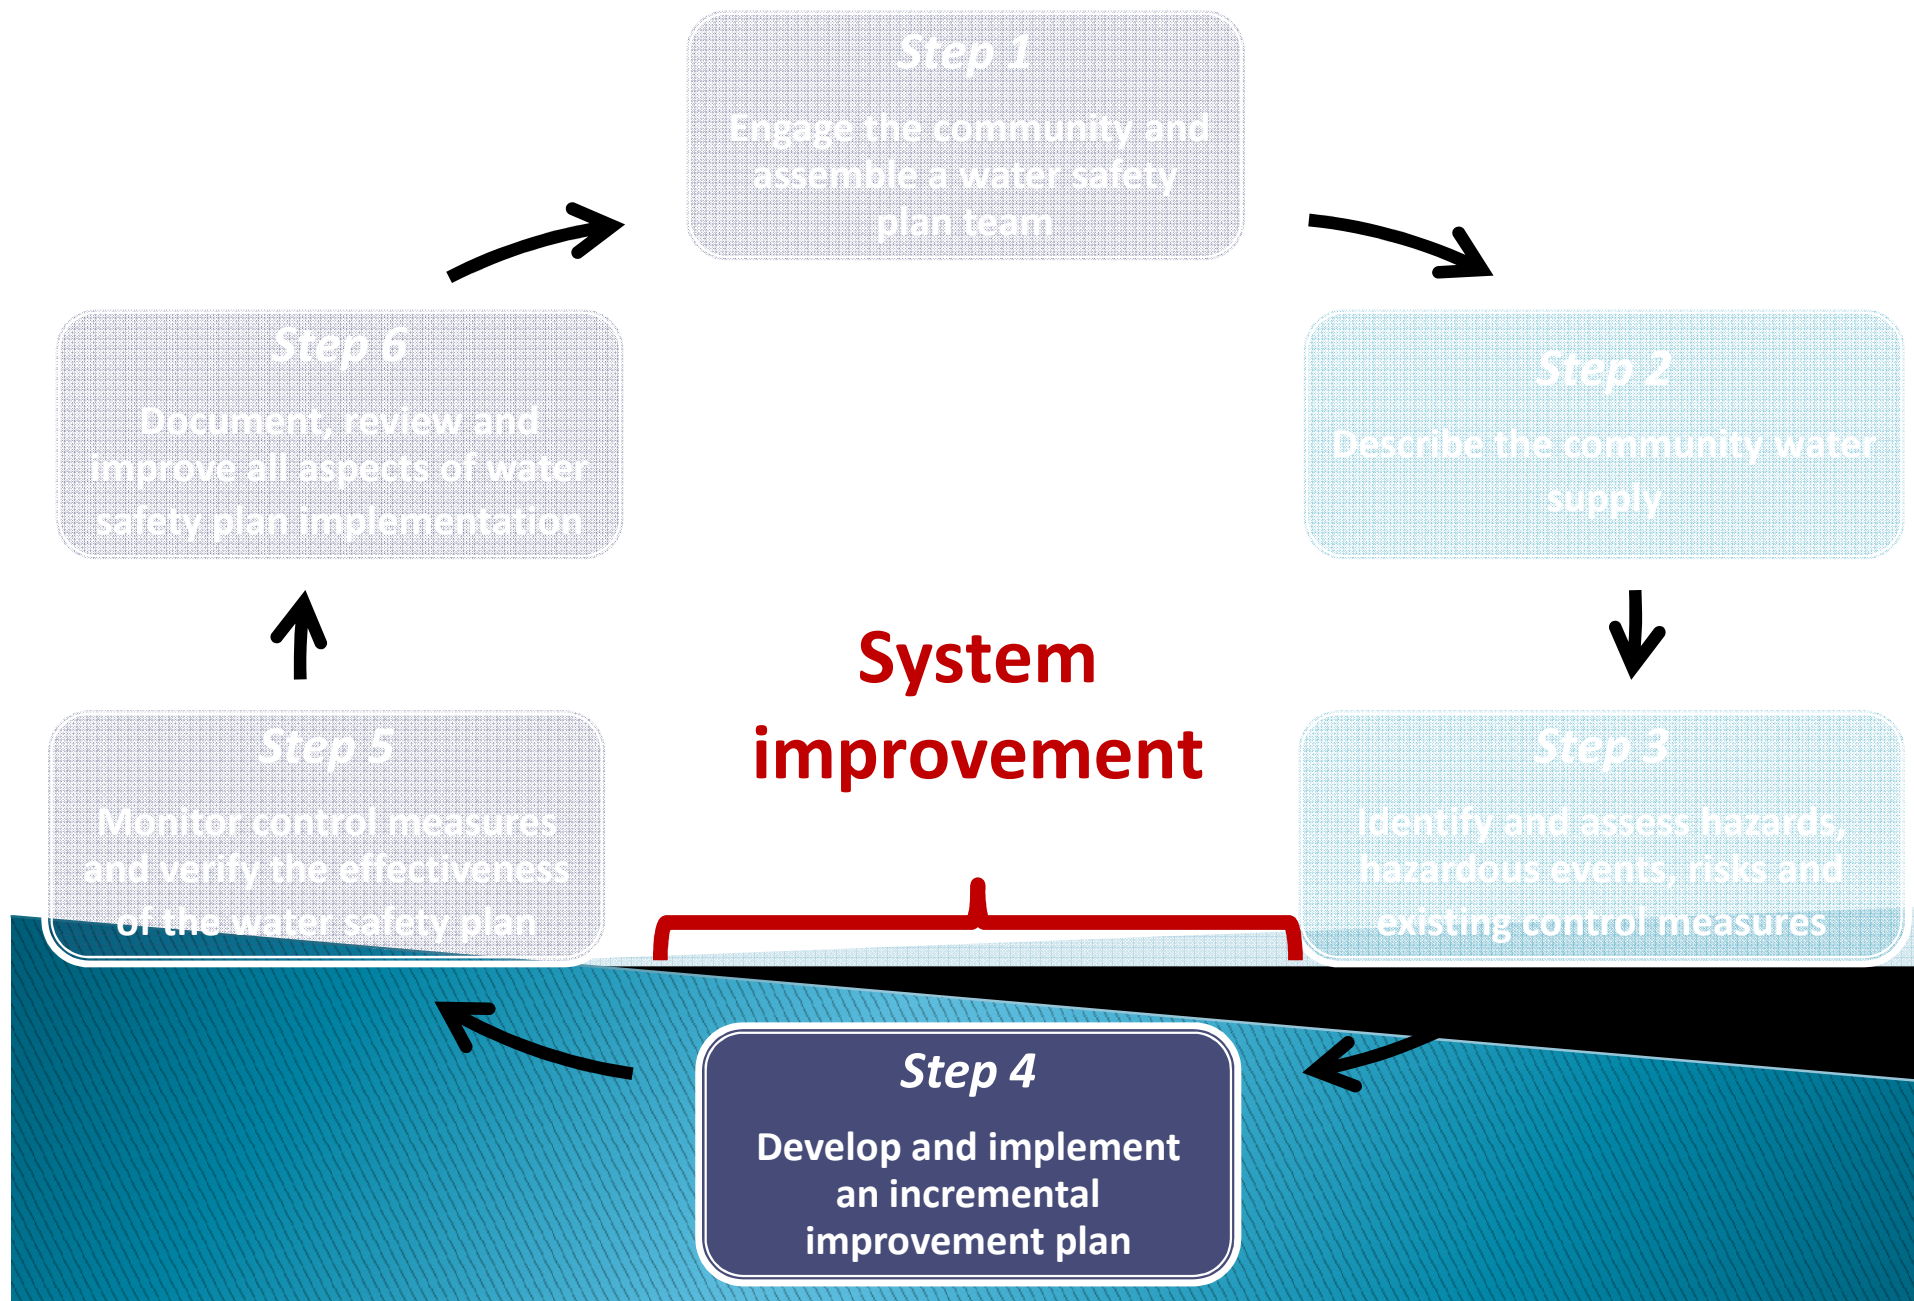 Step 1
Engage the community and
assemble a water safety
plan team
Step 2
Describe the community water
supply
Step 3
Identify and assess hazards,
hazardous events, risks and
existing control measures
Step 4
Develop and implement
an incremental
improvement plan
Step 5
Monitor control measures
and verify the effectiveness
of the water safety plan
Step 6
Document, review and
improve all aspects of water
safety plan implementation
System
improvement